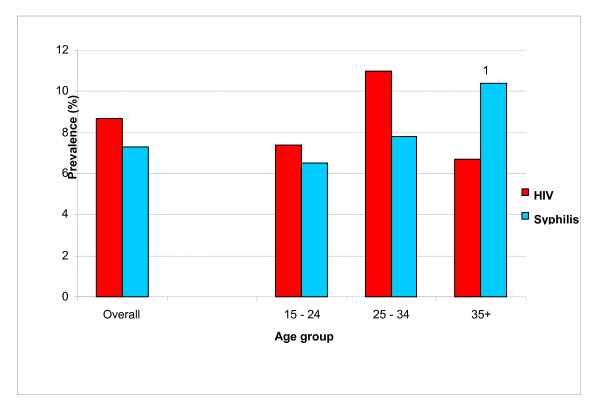 12
10
8
6
4
2
0
Prevalence (%)
1
HIV
Syphilis
Overall
15 - 24
25 - 34
35+
Age group